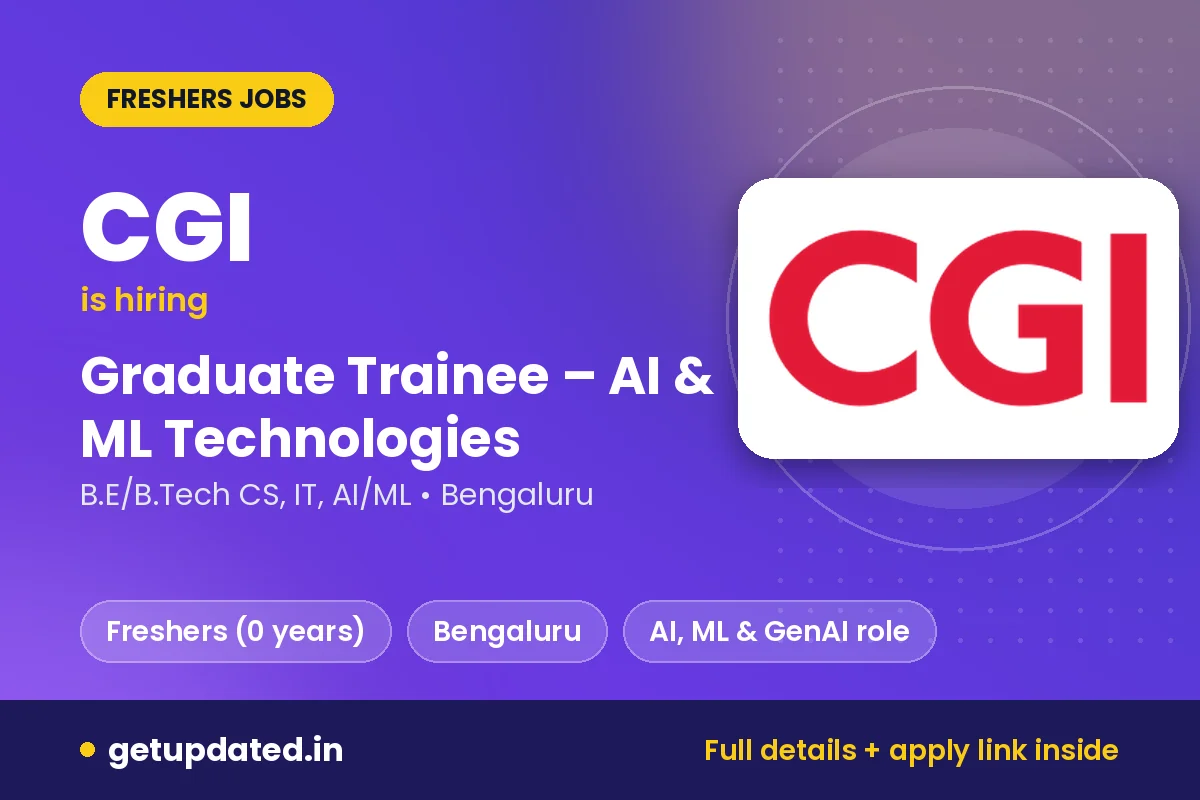 FRESHERS JOBS
CGI
is hiring
Graduate Trainee – AI &
ML Technologies
B.E/B.Tech CS, IT, AI/ML • Bengaluru
CGI
Freshers (0 years)
Bengaluru
AI, ML & GenAI role
getupdated.in
Full details + apply link inside